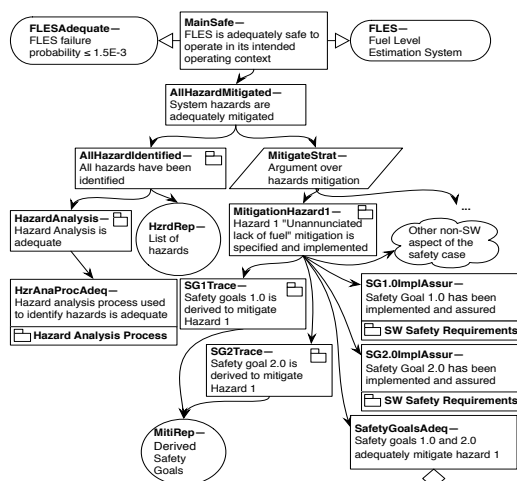 FLESAdequate—
FLES failure
probability ≤ 1.5E-3
MainSafe—
FLES is adequately safe to
operate in its intended
operating context
FLES—
Fuel Level
Estimation System
AllHazardMitigated—
System hazards are
adequately mitigated
AllHazardIdentified—
All hazards have been
identified
MitigateStrat—
Argument over
hazards mitigation
HazardAnalysis—
Hazard Analysis is
adequate
HzrdRep—
List of
hazards
MitigationHazard1—
Hazard 1 "Unannunciated
lack of fuel" mitigation is
specified and implemented
...
Other non-SW
aspect of the
safety case
HzrAnaProcAdeq—
Hazard analysis process used
to identify hazards is adequate
Hazard Analysis Process
SG1Trace—
Safety goals 1.0 is
derived to mitigate
Hazard 1
SG1.0ImplAssur—
Safety Goal 1.0 has been
implemented and assured
SW Safety Requirements
SG2Trace—
Safety goal 2.0 is
derived to mitigate
Hazard 1
SG2.0ImplAssur—
Safety Goal 2.0 has been
implemented and assured
SW Safety Requirements
MitiRep—
Derived
Safety
Goals
SafetyGoalsAdeq—
Safety goals 1.0 and 2.0
adequately mitigate hazard 1